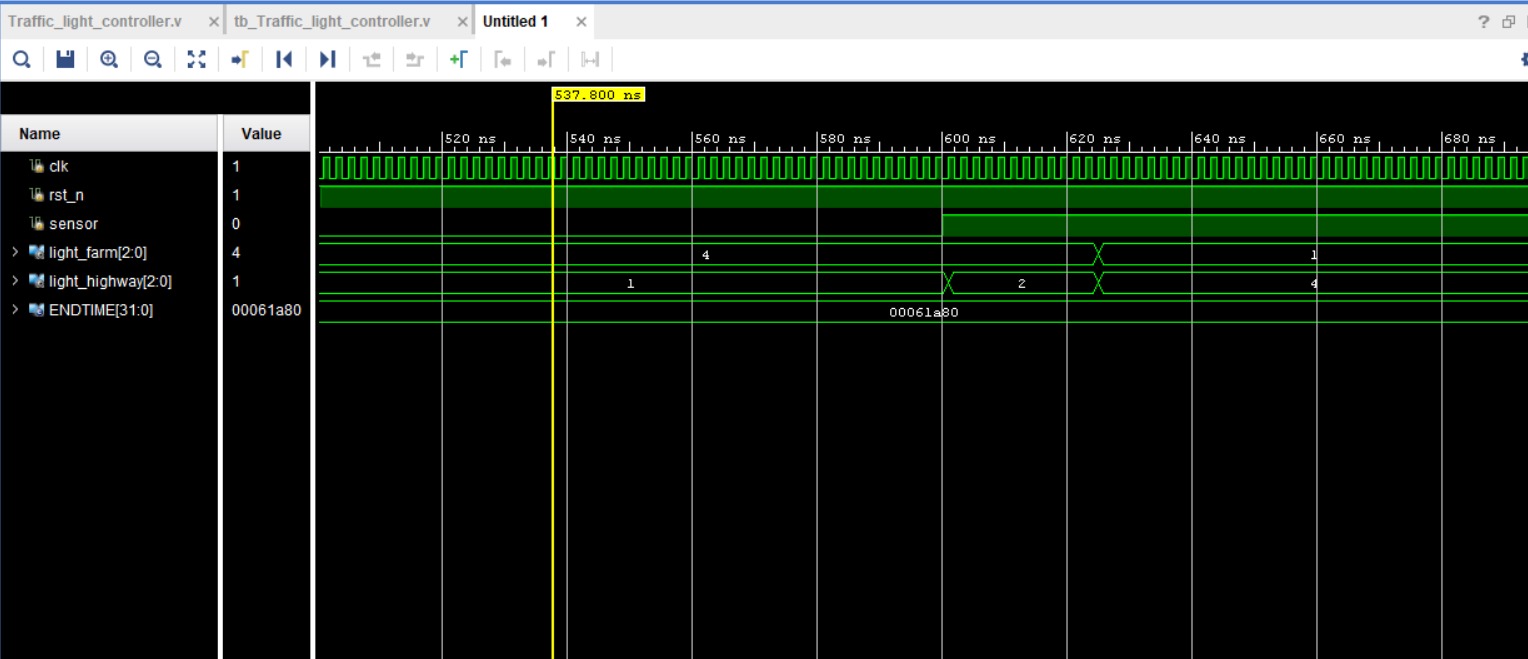 Traffic_light_controller.v × tb_Traffic_light_controller.v × Untitled 1 × ?
537.800 ns
Name Value
520 ns 540 ns 560 ns 580 ns 600 ns 620 ns 640 ns 660 ns 680 ns
clk 1
rst_n 1
sensor 0
light_farm[2:0] 4 4 1
light_highway[2:0] 1 1 2 4
ENDTIME[31:0] 00061a80 00061a80